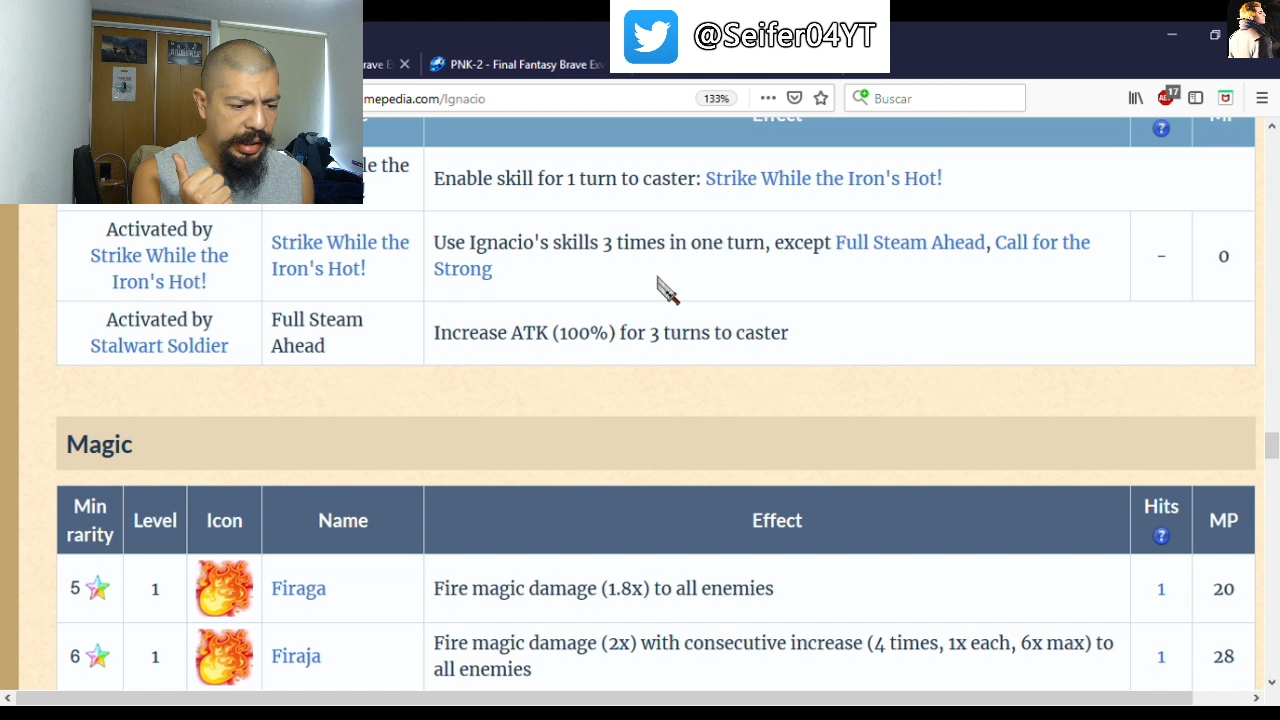 @Seifer04YT
rave E
PNK-2 - Final Fantasy Brave Ex
mepedia.com/Ignacio
133%
Buscar
17
Effect
MP
le the
Enable skill for 1 turn to caster: Strike While the Iron's Hot!
Activated by
Strike While the
Iron's Hot!
Strike While the
Iron's Hot!
Use Ignacio's skills 3 times in one turn, except Full Steam Ahead, Call for the
Strong
-
0
Activated by
Stalwart Soldier
Full Steam
Ahead
Increase ATK (100%) for 3 turns to caster
Magic
Min
rarity
Level
Icon
Name
Effect
Hits
MP
5
1
Firaga
Fire magic damage (1.8x) to all enemies
1
20
6
1
Firaja
Fire magic damage (2x) with consecutive increase (4 times, 1x each, 6x max) to
all enemies
1
28